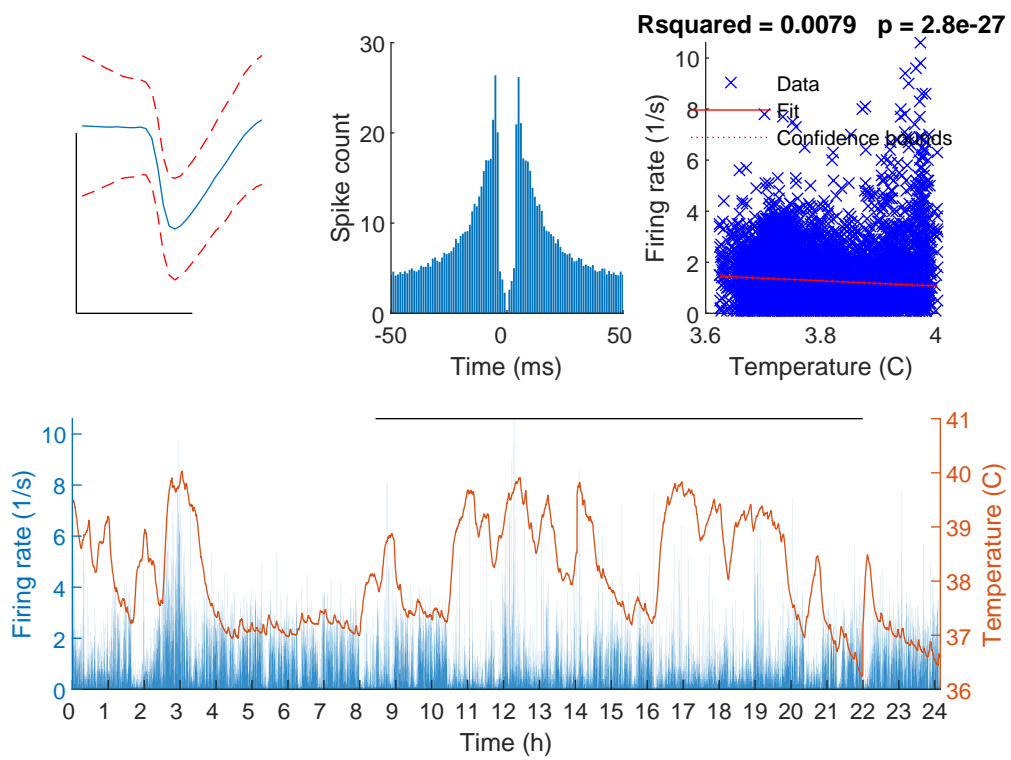 Rsquared = 0.0079 p = 2.8e-27
30
20
10
0
Spike count
-50
0
50
Time (ms)
10
8
6
4
2
0
Firing rate (1/s)
Data
Fit
Confidence bounds
3.6
3.8
4
Temperature (C)
10
8
6
4
2
0
Firing rate (1/s)
41
40
39
38
37
36
Temperature (C)
0 1 2 3 4 5 6 7 8 9 10 11 12 13 14 15 16 17 18 19 20 21 22 23 24
Time (h)